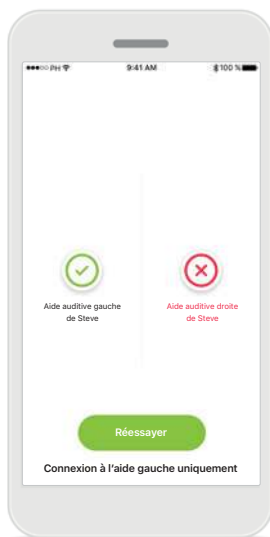 PH 9:41 AM 100 %
Aide auditive gauche
de Steve
Aide auditive droite
de Steve
Réessayer
Connexion à l'aide gauche uniquement